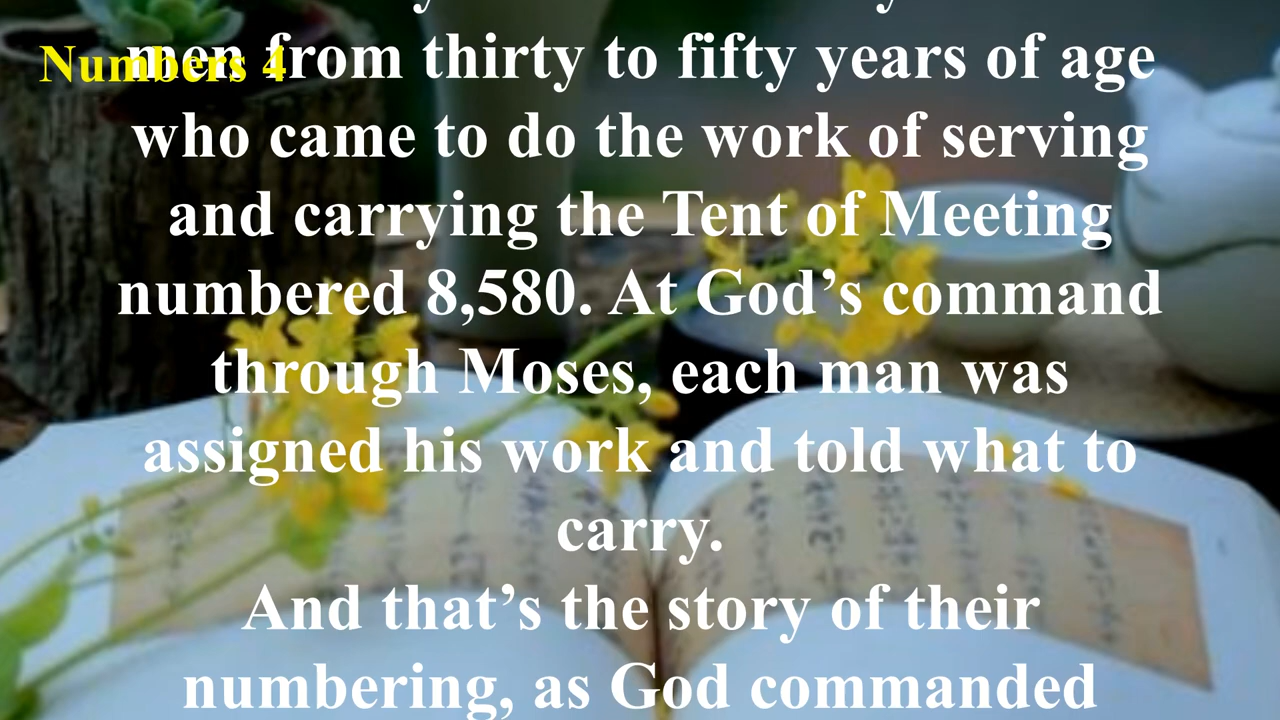 Numbers 4
men from thirty to fifty years of age
who came to do the work of serving
and carrying the Tent of Meeting
numbered 8,580. At God’s command
through Moses, each man was
assigned his work and told what to
carry.
And that’s the story of their
numbering, as God commanded